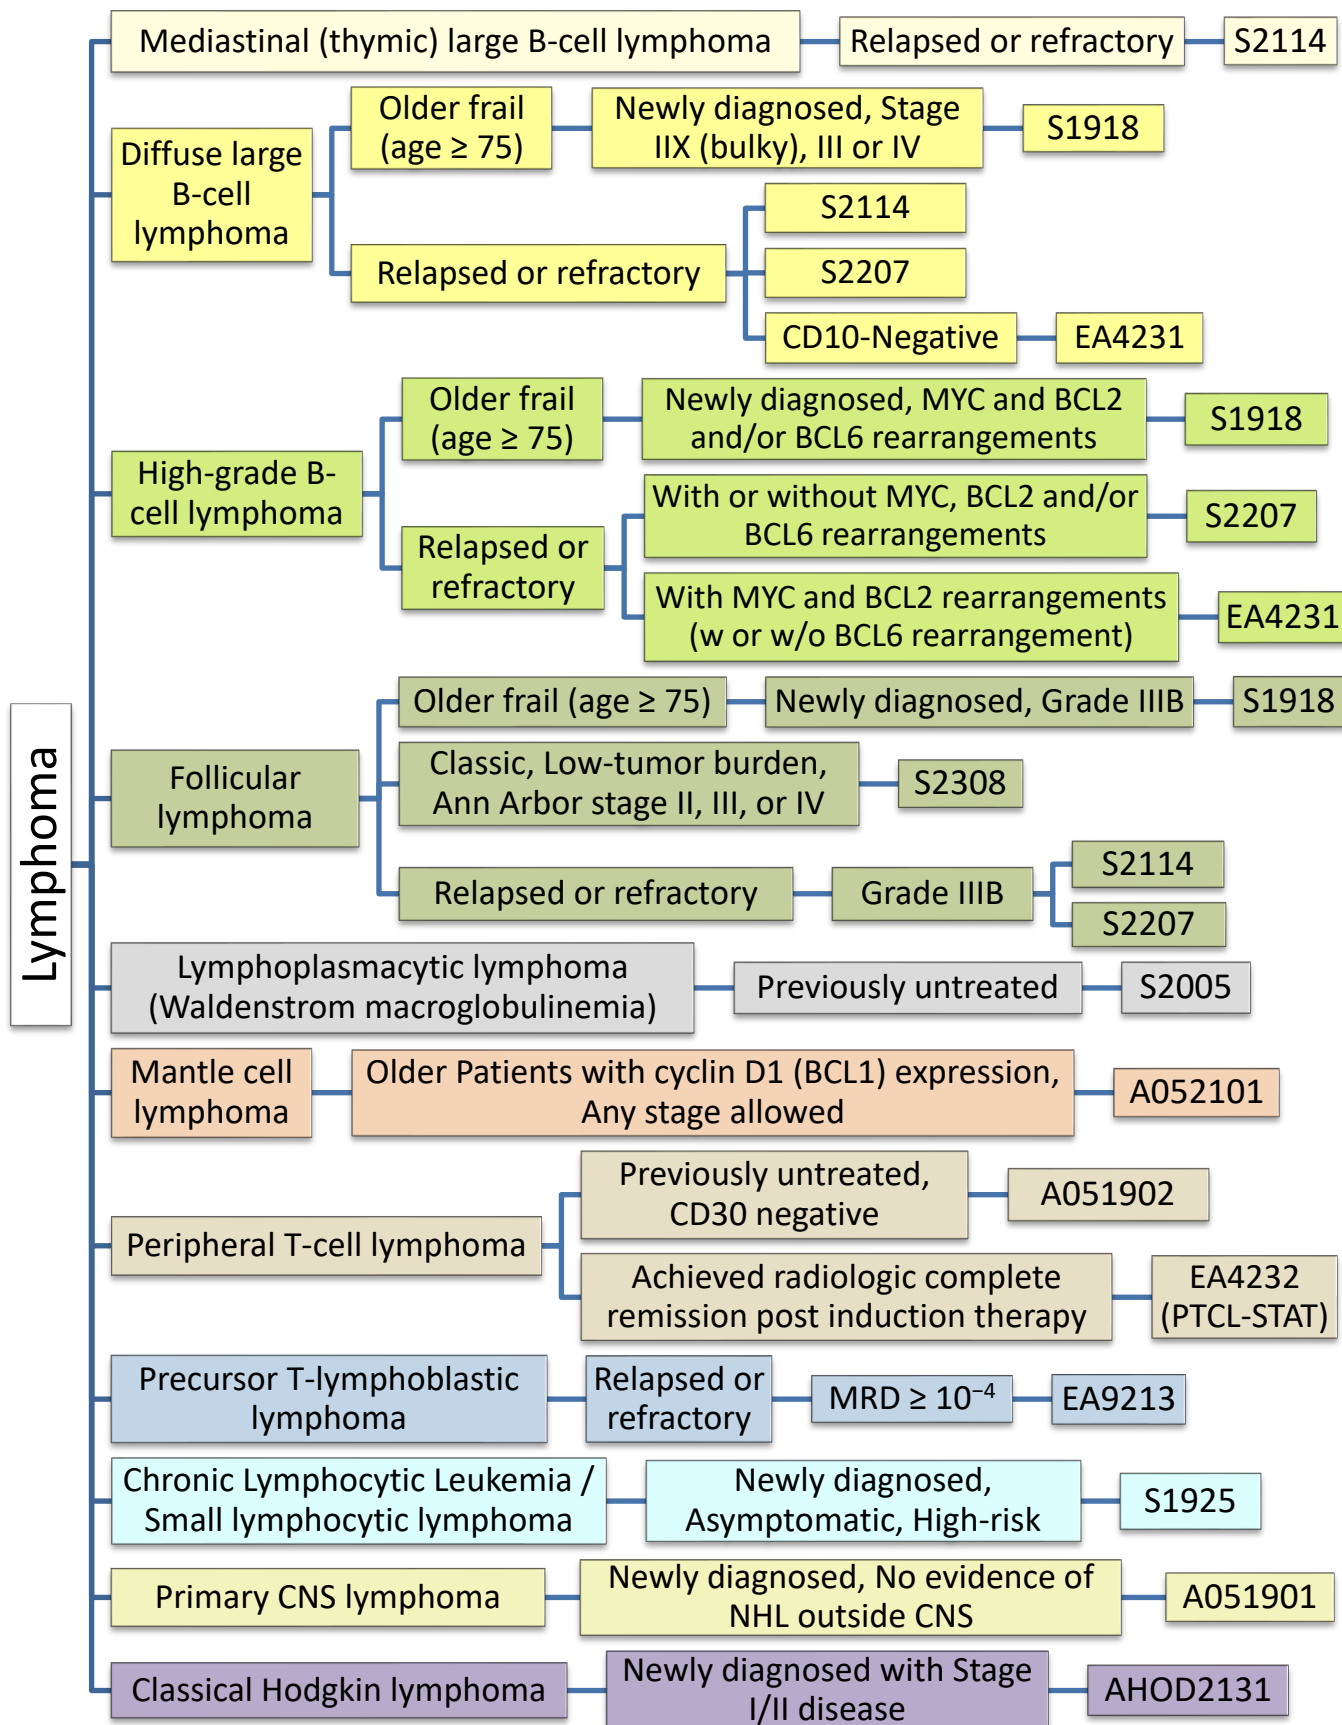 Lymphoma
Mediastinal (thymic) large B-cell lymphoma
Relapsed or refractory
S2114
Diffuse large
B-cell
lymphoma
Older frail
(age ≥ 75)
Newly diagnosed, Stage
IIX (bulky), III or IV
S1918
Relapsed or refractory
S2114
S2207
CD10-Negative
EA4231
High-grade B-
cell lymphoma
Older frail
(age ≥ 75)
Newly diagnosed, MYC and BCL2
and/or BCL6 rearrangements
S1918
Relapsed or
refractory
With or without MYC, BCL2 and/or
BCL6 rearrangements
S2207
With MYC and BCL2 rearrangements
(w or w/o BCL6 rearrangement)
EA4231
Follicular
lymphoma
Older frail (age ≥ 75)
Newly diagnosed, Grade IIIB
S1918
Classic, Low-tumor burden,
Ann Arbor stage II, III, or IV
S2308
Relapsed or refractory
Grade IIIB
S2114
S2207
Lymphoplasmacytic lymphoma
(Waldenstrom macroglobulinemia)
Previously untreated
S2005
Mantle cell
lymphoma
Older Patients with cyclin D1 (BCL1) expression,
Any stage allowed
A052101
Peripheral T-cell lymphoma
Previously untreated,
CD30 negative
A051902
Achieved radiologic complete
remission post induction therapy
EA4232
(PTCL-STAT)
Precursor T-lymphoblastic
lymphoma
Relapsed or
refractory
MRD ≥ 10⁻⁴
EA9213
Chronic Lymphocytic Leukemia /
Small lymphocytic lymphoma
Newly diagnosed,
Asymptomatic, High-risk
S1925
Primary CNS lymphoma
Newly diagnosed, No evidence of
NHL outside CNS
A051901
Classical Hodgkin lymphoma
Newly diagnosed with Stage
I/II disease
AHOD2131